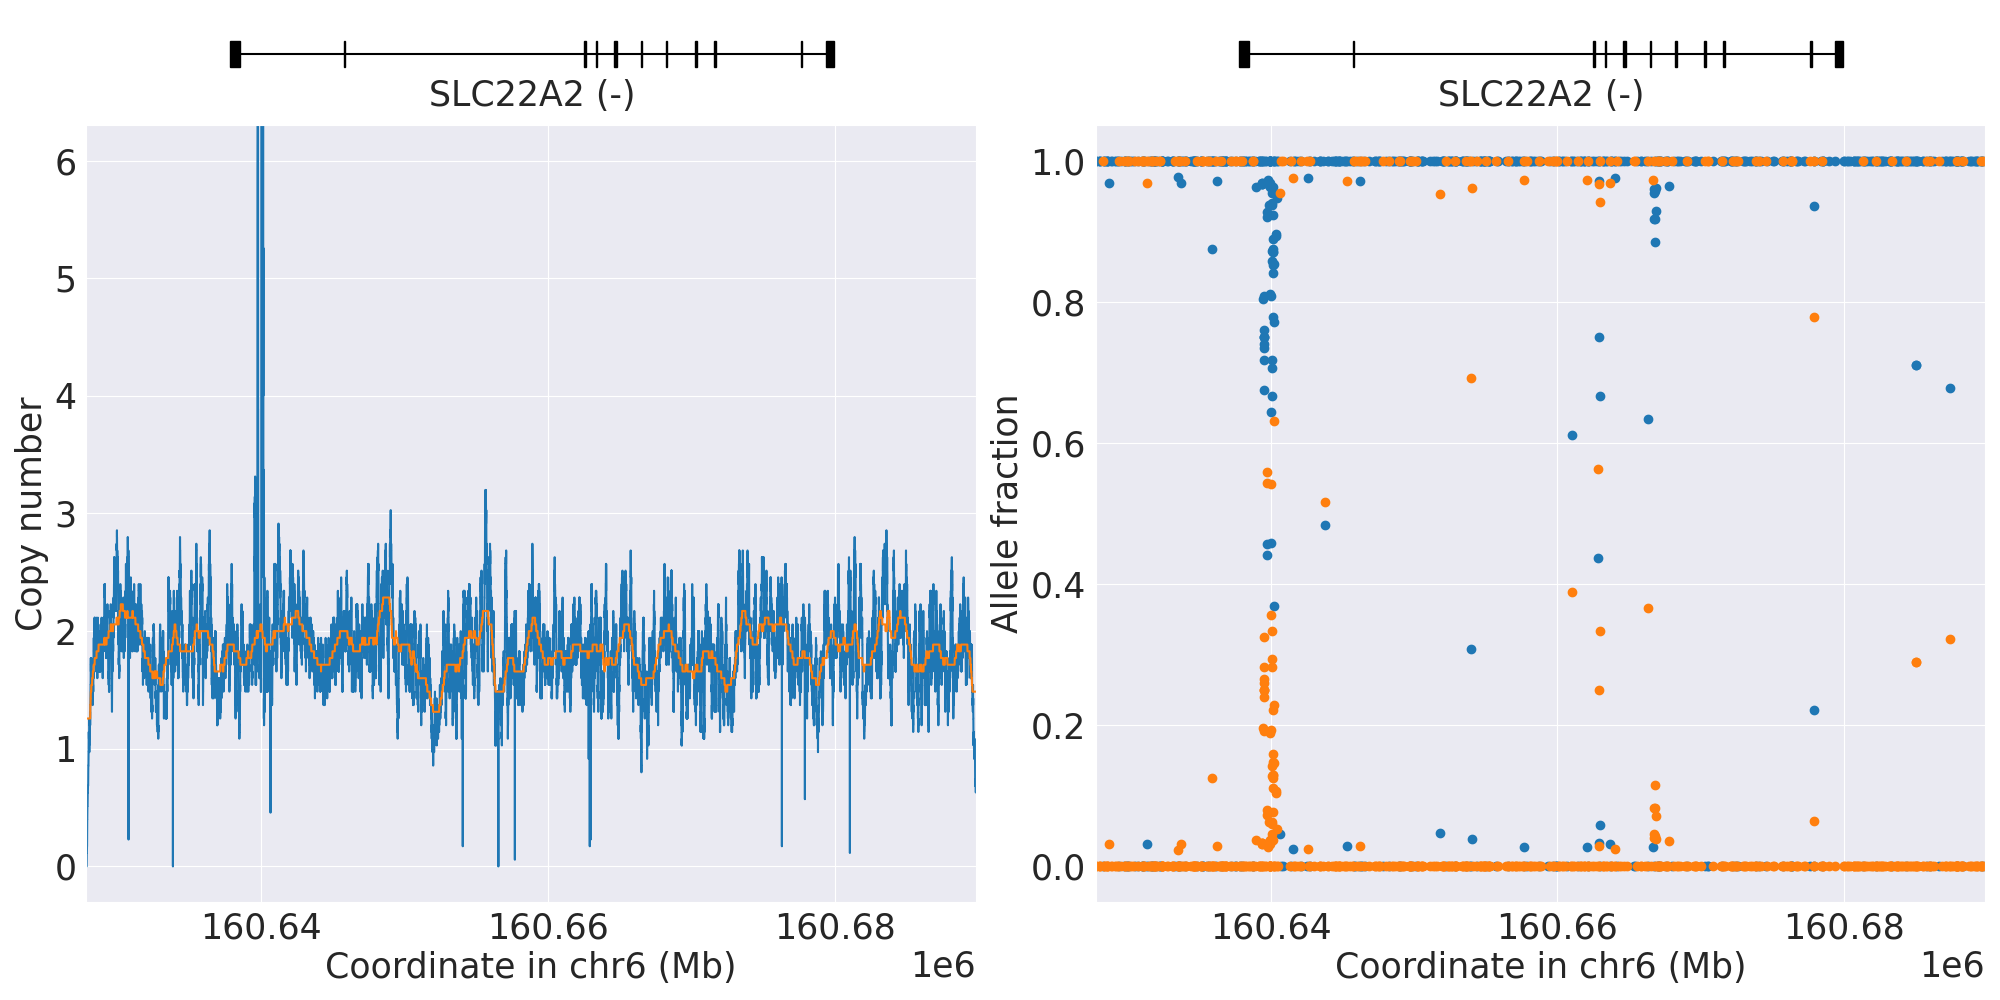 SLC22A2 (-)
6
5
4
3
2
1
0
Copy number
160.64 160.66 160.68
Coordinate in chr6 (Mb) 1e6
SLC22A2 (-)
1.0
0.8
0.6
0.4
0.2
0.0
Allele fraction
160.64 160.66 160.68
Coordinate in chr6 (Mb) 1e6